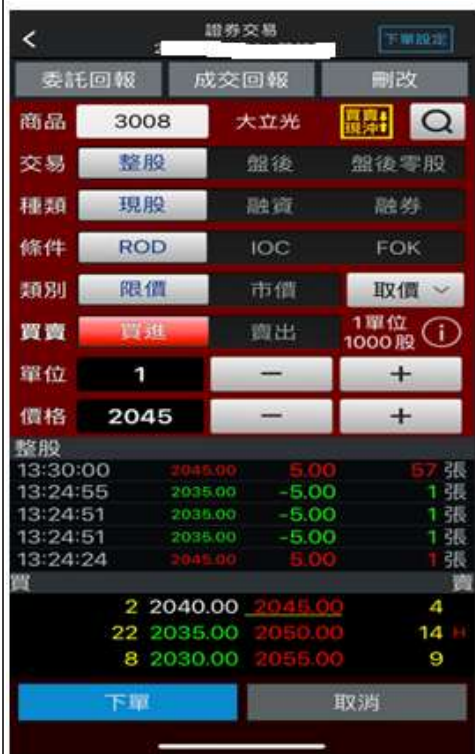 證券交易
下單設定
委託回報 成交回報 刪改
商品 3008 大立光 買賣現沖
交易 整股 盤後 盤後零股
種類 現股 融資 融券
條件 ROD IOC FOK
類別 限價 市價 取價
買賣 買進 賣出 1單位 1000股
單位 1 − +
價格 2045 − +
整股
13:30:00 2045.00 5.00 57 張
13:24:55 2035.00 -5.00 1 張
13:24:51 2035.00 -5.00 1 張
13:24:51 2035.00 -5.00 1 張
13:24:24 2045.00 5.00 1 張
買 賣
2 2040.00 2045.00 4
22 2035.00 2050.00 14 H
8 2030.00 2055.00 9
下單 取消